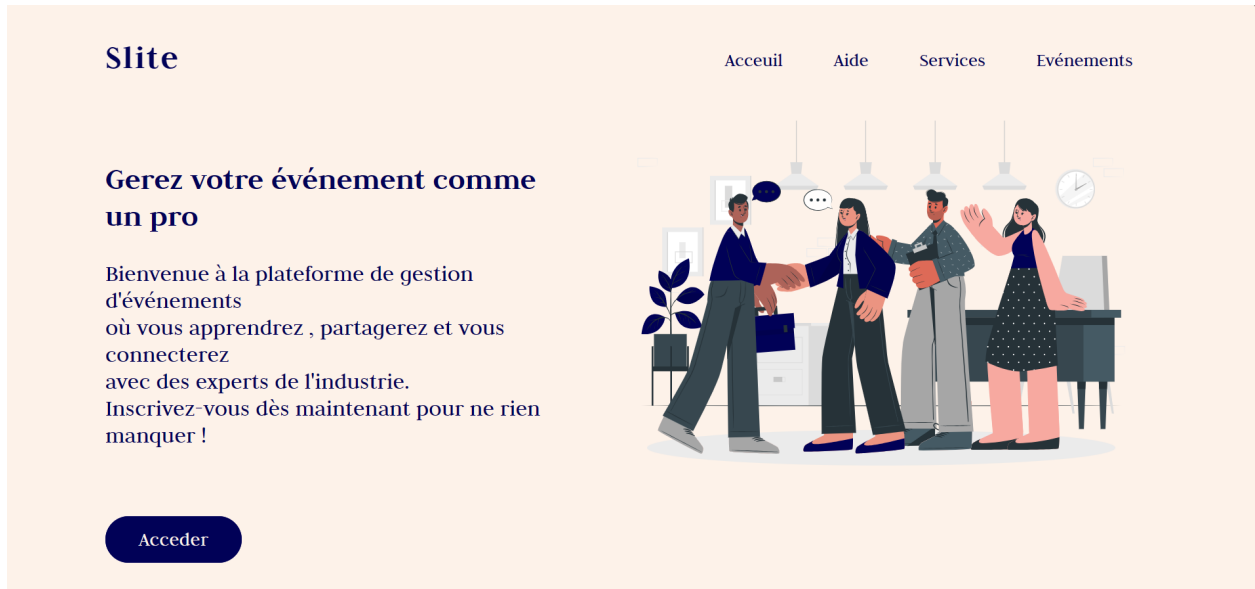 Slite
Acceuil Aide Services Evénements
Gerez votre événement comme
un pro
Bienvenue à la plateforme de gestion
d'événements
où vous apprendrez , partagerez et vous
connecterez
avec des experts de l'industrie.
Inscrivez-vous dès maintenant pour ne rien
manquer !
Acceder